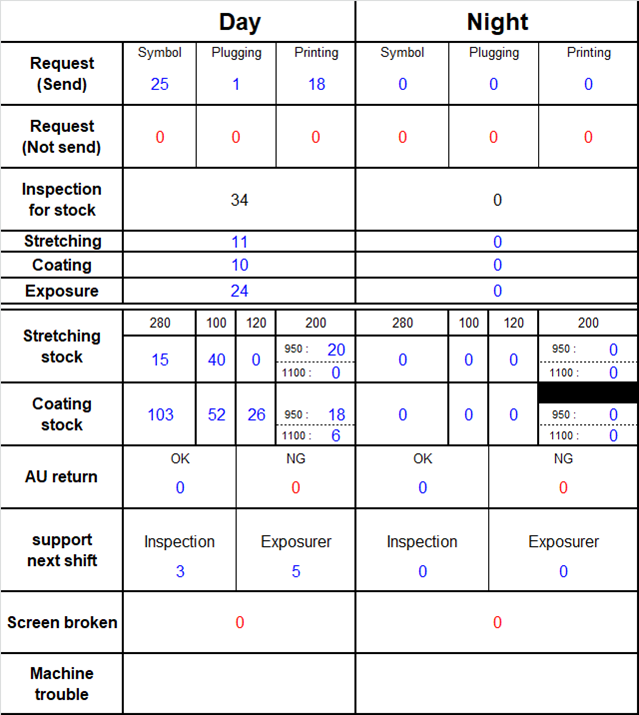 Day Night
Request (Send) Symbol Plugging Printing Symbol Plugging Printing
25 1 18 0 0 0
Request (Not send) 0 0 0 0 0 0
Inspection for stock 34 0
Stretching 11 0
Coating 10 0
Exposure 24 0
Stretching stock 280 100 120 200 280 100 120 200
15 40 0 950 : 20 0 0 0 950 : 0
1100 : 0 1100 : 0
Coating stock 103 52 26 950 : 18 0 0 0 950 : 0
1100 : 6 1100 : 0
AU return OK NG OK NG
0 0 0 0
support next shift Inspection Exposurer Inspection Exposurer
3 5 0 0
Screen broken 0 0
Machine trouble